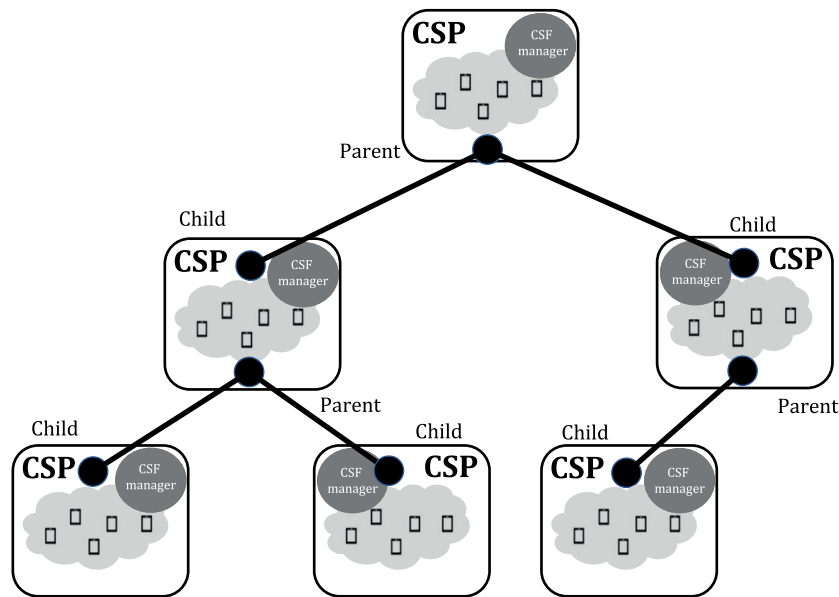 CSP
CSF
manager
Parent
Child
Child
CSP
CSF
manager
CSF
manager
CSP
Parent
Parent
Child
Child
Child
CSP
CSF
manager
CSF
manager
CSP
CSP
CSF
manager